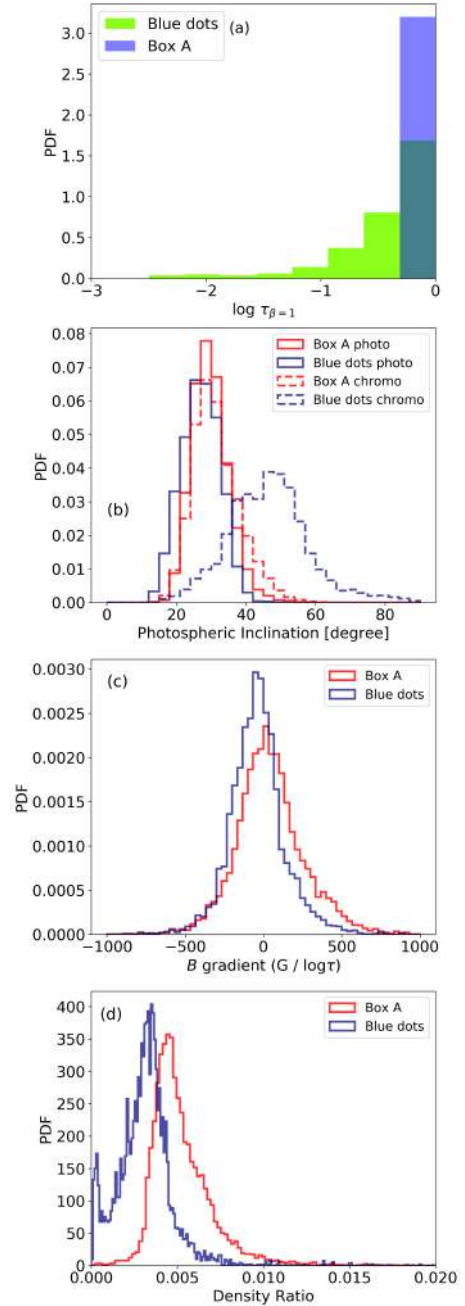 Blue dots
Box A
(a)
3.0
2.5
2.0
1.5
1.0
0.5
0.0
PDF
−3 −2 −1 0
log τβ=1
0.08
0.07
0.06
0.05
0.04
0.03
0.02
0.01
0.00
PDF
Box A photo
Blue dots photo
Box A chromo
Blue dots chromo
(b)
0 20 40 60 80
Photospheric Inclination [degree]
0.0030
0.0025
0.0020
0.0015
0.0010
0.0005
0.0000
PDF
(c)
Box A
Blue dots
−1000 −500 0 500 1000
B gradient (G / logτ)
400
350
300
250
200
150
100
50
0
PDF
(d)
Box A
Blue dots
0.000 0.005 0.010 0.015 0.020
Density Ratio